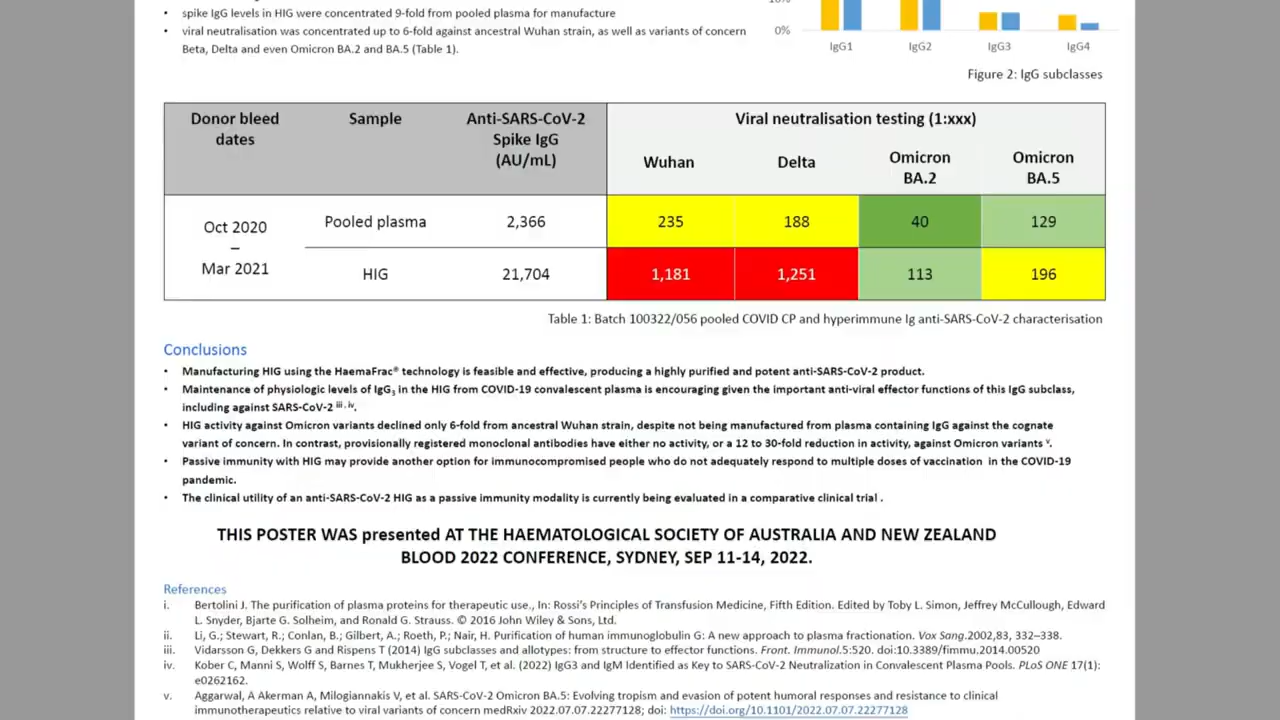 • spike IgG levels in HIG were concentrated 9-fold from pooled plasma for manufacture
• viral neutralisation was concentrated up to 6-fold against ancestral Wuhan strain, as well as variants of concern
Beta, Delta and even Omicron BA.2 and BA.5 (Table 1).
0%
IgG1 IgG2 IgG3 IgG4
Figure 2: IgG subclasses
Donor bleed dates Sample Anti-SARS-CoV-2 Spike IgG (AU/mL) Viral neutralisation testing (1:xxx)
Wuhan Delta Omicron BA.2 Omicron BA.5
Oct 2020 – Mar 2021
Pooled plasma 2,366 235 188 40 129
HIG 21,704 1,181 1,251 113 196
Table 1: Batch 100322/056 pooled COVID CP and hyperimmune Ig anti-SARS-CoV-2 characterisation
Conclusions
• Manufacturing HIG using the HaemaFrac® technology is feasible and effective, producing a highly purified and potent anti-SARS-CoV-2 product.
• Maintenance of physiologic levels of IgG3 in the HIG from COVID-19 convalescent plasma is encouraging given the important anti-viral effector functions of this IgG subclass,
including against SARS-CoV-2 iii, iv.
• HIG activity against Omicron variants declined only 6-fold from ancestral Wuhan strain, despite not being manufactured from plasma containing IgG against the cognate
variant of concern. In contrast, provisionally registered monoclonal antibodies have either no activity, or a 12 to 30-fold reduction in activity, against Omicron variants v.
• Passive immunity with HIG may provide another option for immunocompromised people who do not adequately respond to multiple doses of vaccination in the COVID-19
pandemic.
• The clinical utility of an anti-SARS-CoV-2 HIG as a passive immunity modality is currently being evaluated in a comparative clinical trial .
THIS POSTER WAS presented AT THE HAEMATOLOGICAL SOCIETY OF AUSTRALIA AND NEW ZEALAND
BLOOD 2022 CONFERENCE, SYDNEY, SEP 11-14, 2022.
References
i. Bertolini J. The purification of plasma proteins for therapeutic use., In: Rossi's Principles of Transfusion Medicine, Fifth Edition. Edited by Toby L. Simon, Jeffrey McCullough, Edward
L. Snyder, Bjarte G. Solheim, and Ronald G. Strauss. © 2016 John Wiley & Sons, Ltd.
ii. Li, G.; Stewart, R.; Conlan, B.; Gilbert, A.; Roeth, P.; Nair, H. Purification of human immunoglobulin G: A new approach to plasma fractionation. Vox Sang.2002,83, 332–338.
iii. Vidarsson G, Dekkers G and Rispens T (2014) IgG subclasses and allotypes: from structure to effector functions. Front. Immunol.5:520. doi:10.3389/fimmu.2014.00520
iv. Kober C, Manni S, Wolff S, Barnes T, Mukherjee S, Vogel T, et al. (2022) IgG3 and IgM Identified as Key to SARS-CoV-2 Neutralization in Convalescent Plasma Pools. PLoS ONE 17(1):
e0262162.
v. Aggarwal, A Akerman A, Milogiannakis V, et al. SARS-CoV-2 Omicron BA.5: Evolving tropism and evasion of potent humoral responses and resistance to clinical
immunotherapeutics relative to viral variants of concern medRxiv 2022.07.07.22277128; doi: https://doi.org/10.1101/2022.07.07.22277128